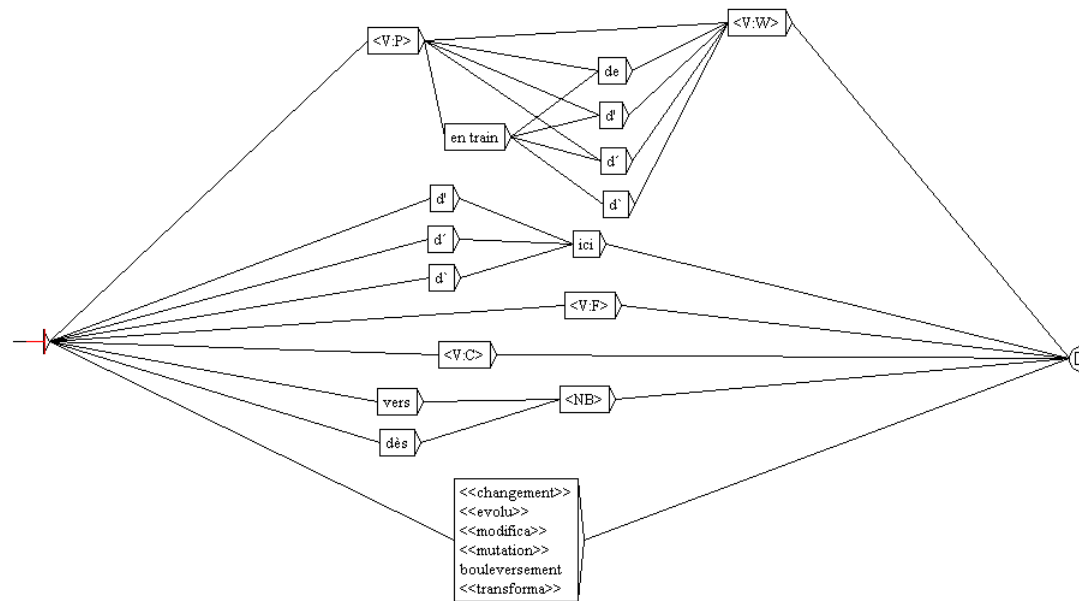 <V:P>
<V:W>
de
d'
en train
d´
d`
d'
d´
ici
d`
<V:F>
<V:C>
vers
<NB>
dès
<<changement>>
<<evolu>>
<<modifica>>
<<mutation>>
bouleversement
<<transforma>>